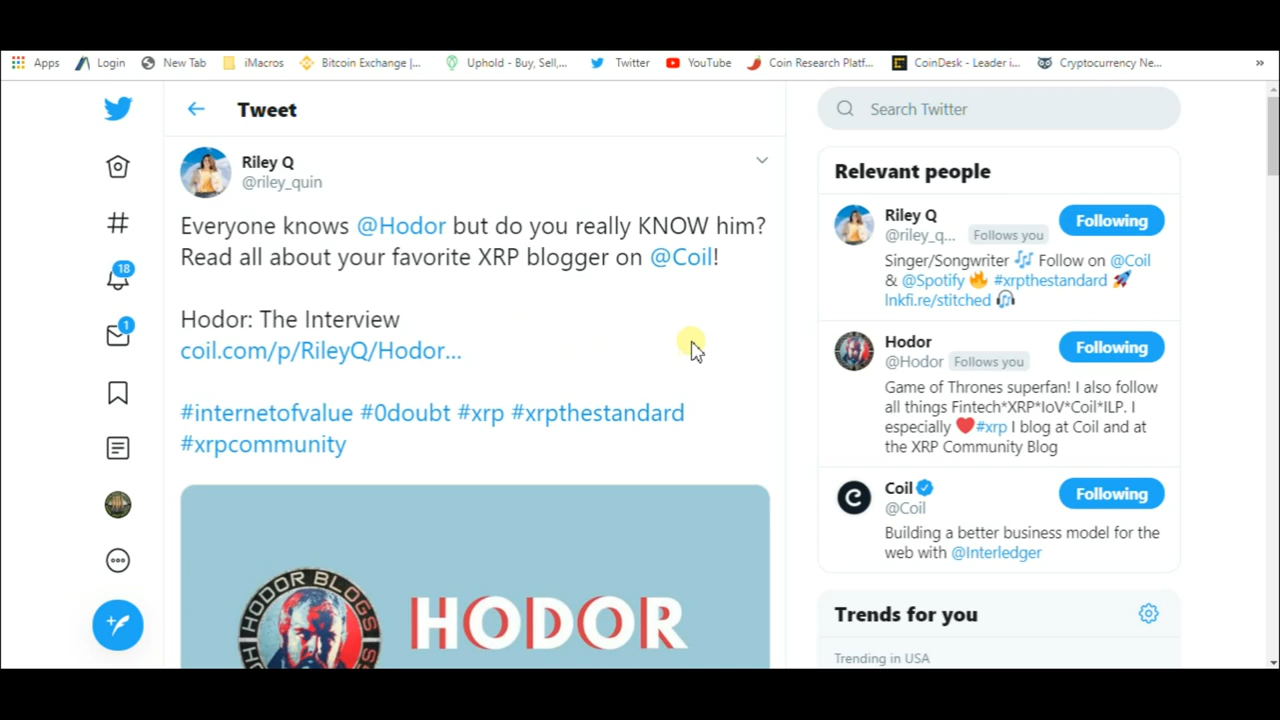 Apps Login New Tab iMacros Bitcoin Exchange |... Uphold - Buy, Sell,... Twitter YouTube Coin Research Platf... CoinDesk - Leader i... Cryptocurrency Ne... »
Tweet
Riley Q
@riley_quin
Everyone knows @Hodor but do you really KNOW him?
Read all about your favorite XRP blogger on @Coil!
Hodor: The Interview
coil.com/p/RileyQ/Hodor...
#internetofvalue #0doubt #xrp #xrpthestandard
#xrpcommunity
HODOR BLOGS
HODOR
18
1
Search Twitter
Relevant people
Riley Q
@riley_q... Follows you
Following
Singer/Songwriter Follow on @Coil
& @Spotify #xrpthestandard
lnkfi.re/stitched
Hodor
@Hodor Follows you
Following
Game of Thrones superfan! I also follow
all things Fintech*XRP*IoV*Coil*ILP. I
especially #xrp I blog at Coil and at
the XRP Community Blog
Coil
@Coil
Following
Building a better business model for the
web with @Interledger
Trends for you
Trending in USA